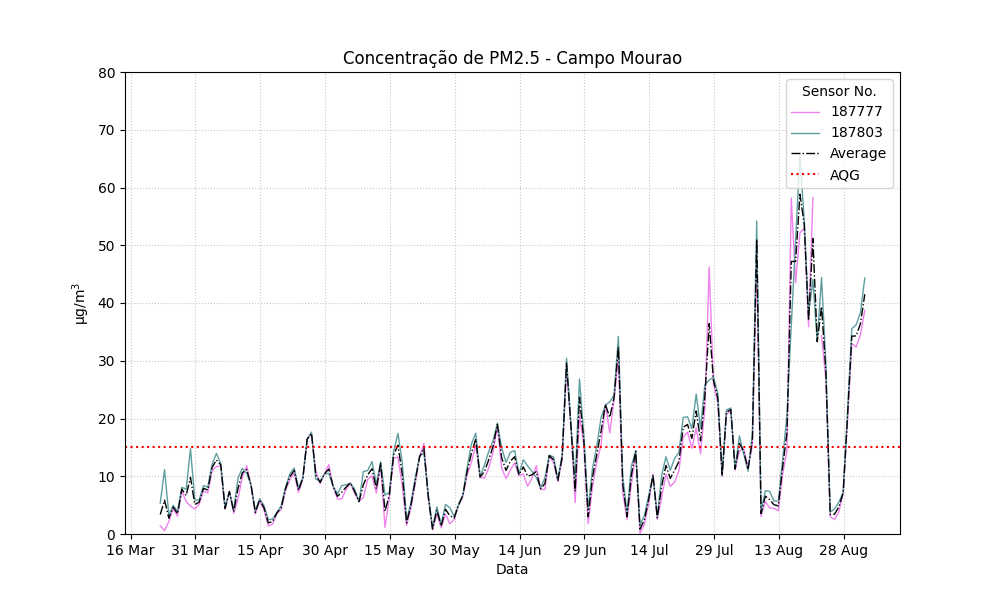 Concentração de PM2.5 - Campo Mourao
Sensor No.
187777
187803
Average
AQG
80
70
60
50
40
30
20
10
0
µg/m³
16 Mar
31 Mar
15 Apr
30 Apr
15 May
30 May
14 Jun
29 Jun
14 Jul
29 Jul
13 Aug
28 Aug
Data